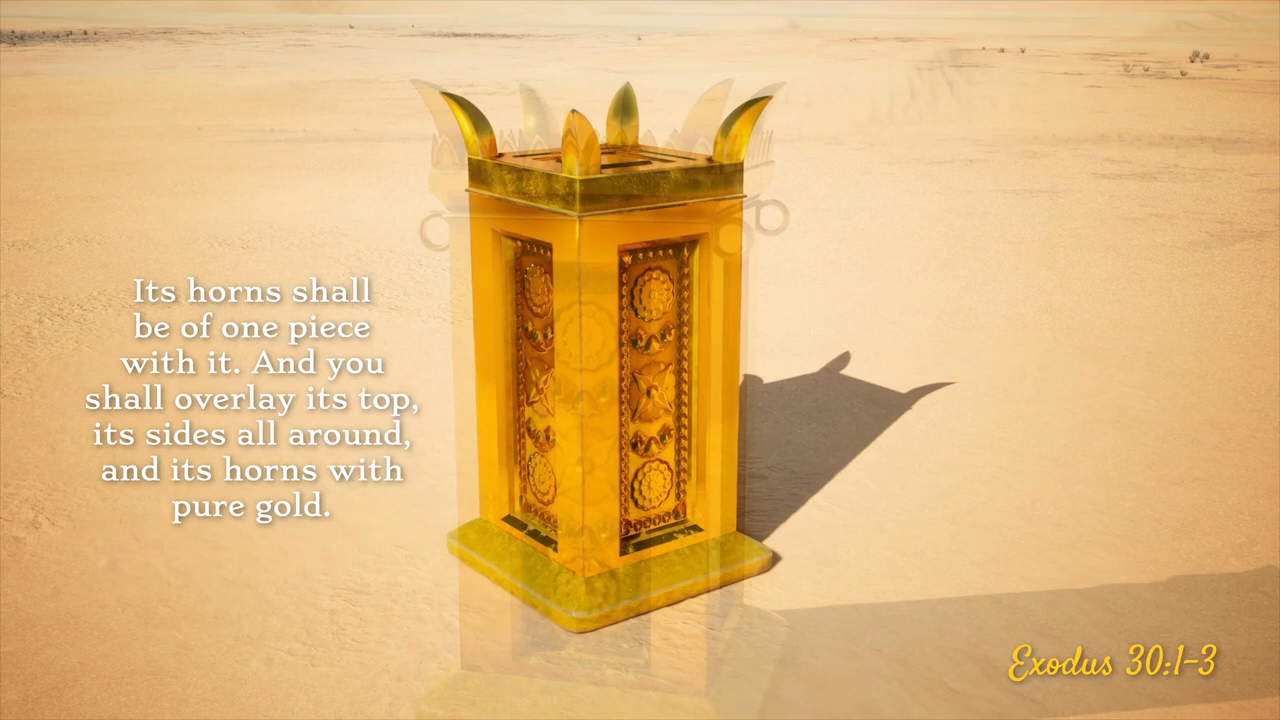 Its horns shall
be of one piece
with it. And you
shall overlay its top,
its sides all around,
and its horns with
pure gold.
Exodus 30:1-3